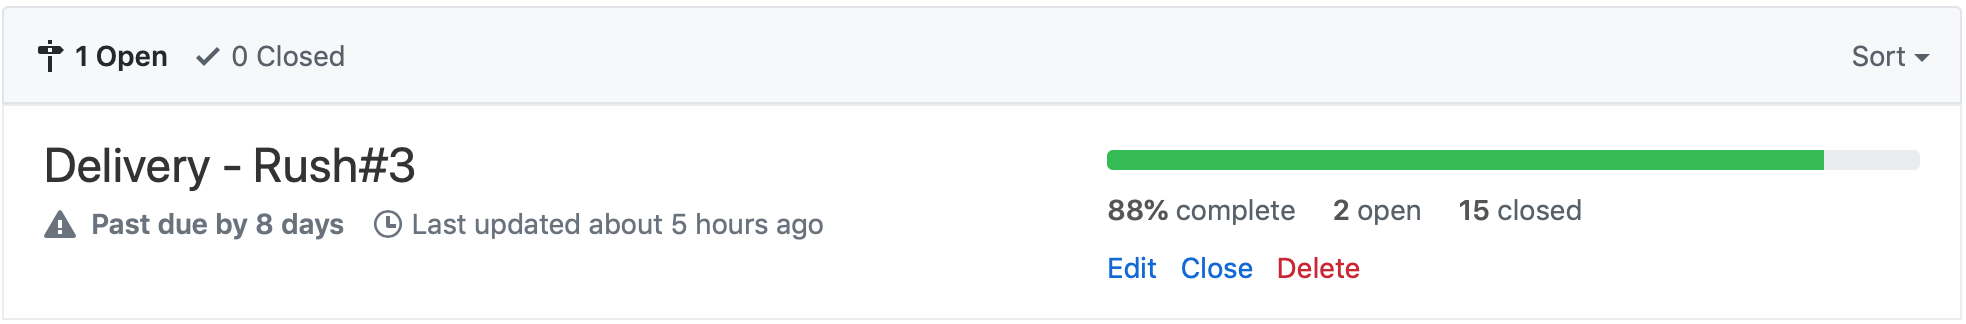 1 Open 0 Closed Sort
Delivery - Rush#3
Past due by 8 days Last updated about 5 hours ago
88% complete 2 open 15 closed
Edit Close Delete